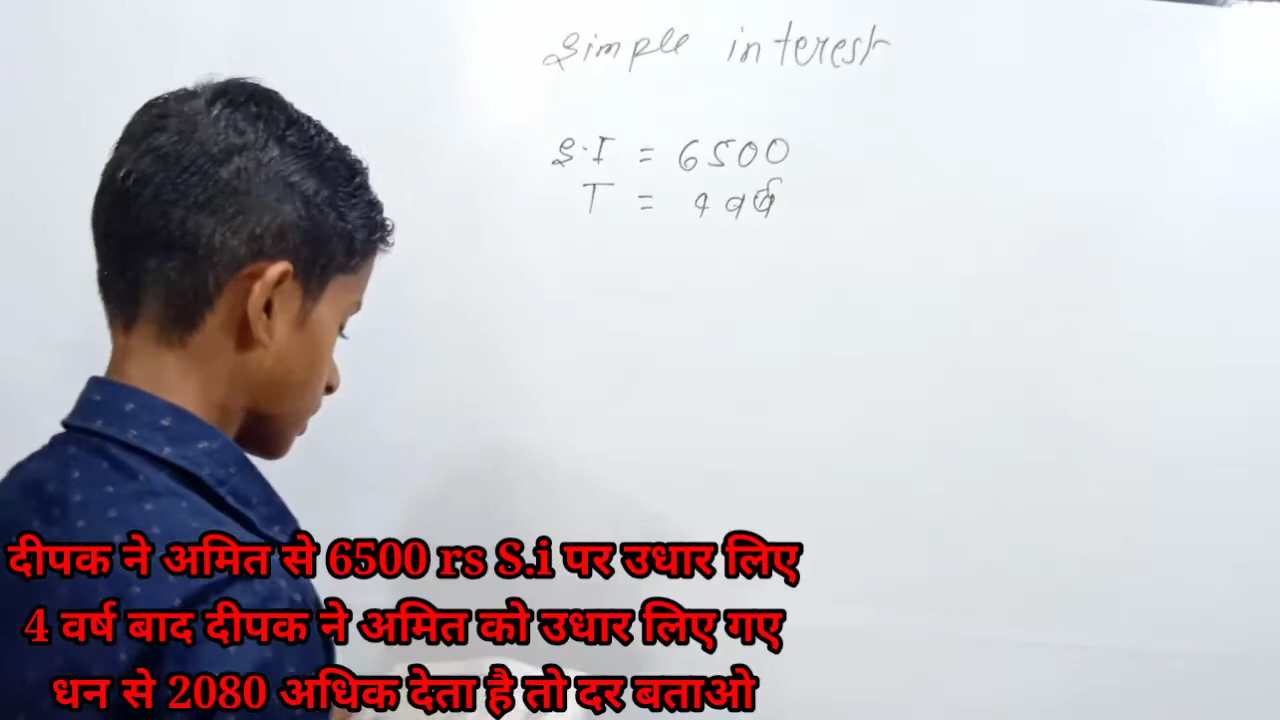 Simple interest
S.I = 6500
T = 4 वर्ष
दीपक ने अमित से 6500 rs S.i पर उधार लिए
4 वर्ष बाद दीपक ने अमित को उधार लिए गए
धन से 2080 अधिक देता है तो दर बताओ